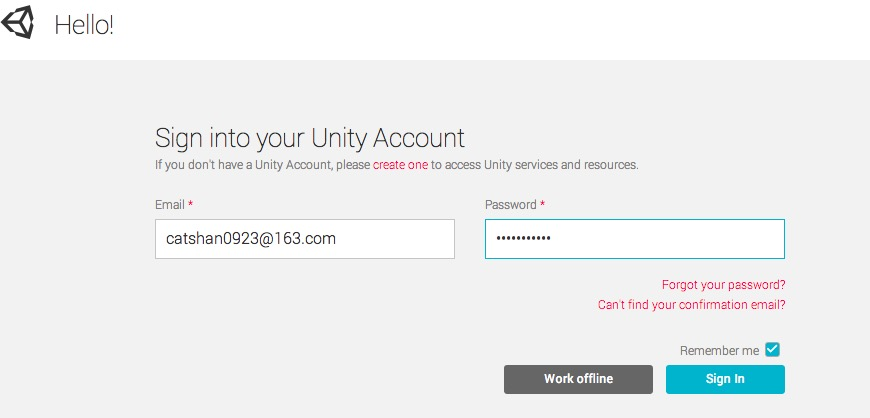 Hello!
Sign into your Unity Account
If you don't have a Unity Account, please create one to access Unity services and resources.
Email *
Password *
catshan0923@163.com
•••••••••••
Forgot your password?
Can't find your confirmation email?
Remember me
Work offline
Sign In